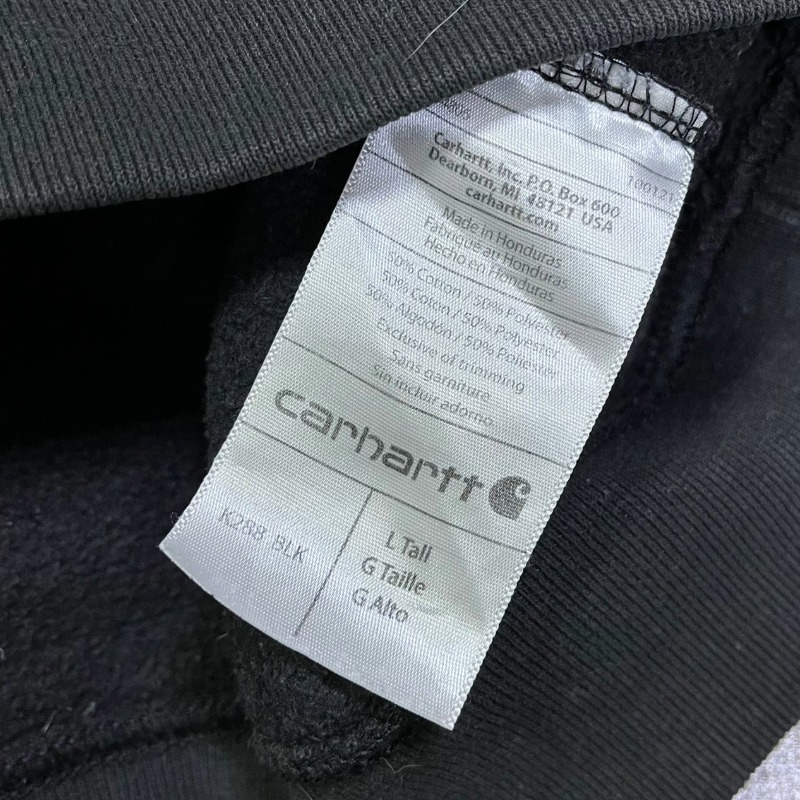 Carhartt, Inc. P.O. Box 600
Dearborn, MI 48121 USA
carhartt.com
Made in Honduras
Fabriqué au Honduras
Hecho en Honduras
50% Cotton / 50% Polyester
50% Coton / 50% Polyester
50% Algodón / 50% Poliester
Exclusive of trimming
Sans garniture
Sin incluir adorno
carhartt
K288 BLK
L Tall
G Taille
G Alto